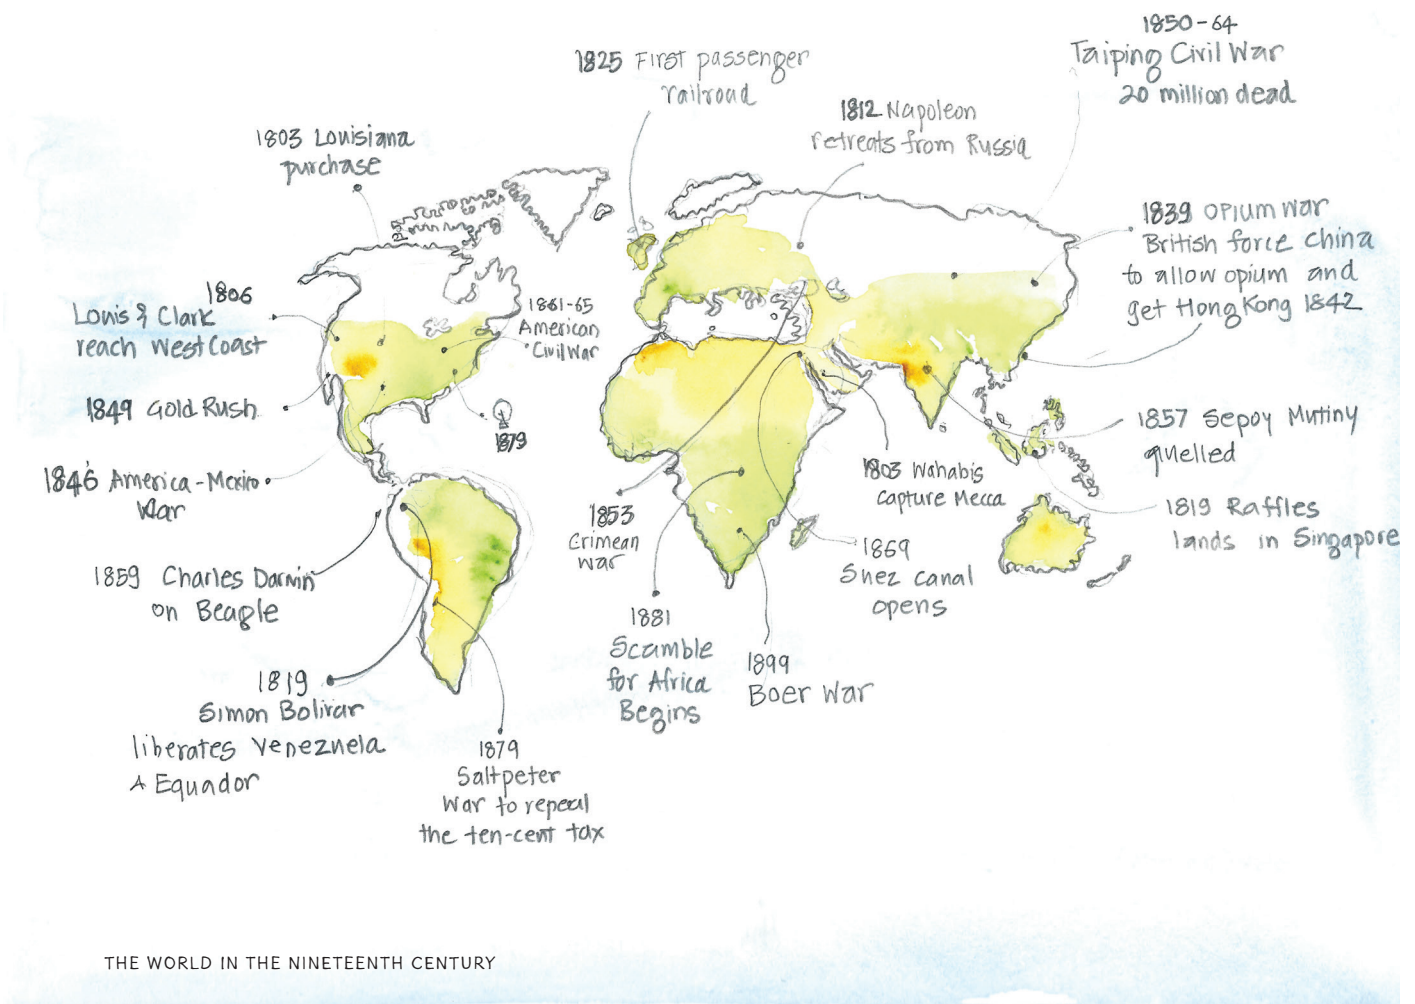 1850-64
Taiping Civil War
20 million dead
1825 First passenger
railroad
1812 Napoleon
retreats from Russia
1803 Louisiana
purchase
1839 Opium War
British force China
to allow opium and
get Hong Kong 1842
1806
Louis & Clark
reach West Coast
1861-65
American
Civil War
1849 Gold Rush
1879
1846 America-Mexico
War
1857 Sepoy Mutiny
quelled
1803 Wahabis
capture Mecca
1819 Raffles
lands in Singapore
1853
Crimean
War
1869
Suez canal
opens
1859 Charles Darwin
on Beagle
1881
Scramble
for Africa
Begins
1899
Boer War
1819
Simon Bolivar
liberates Venezuela
& Equador
1879
Saltpeter
War to repeal
the ten-cent tax
THE WORLD IN THE NINETEENTH CENTURY